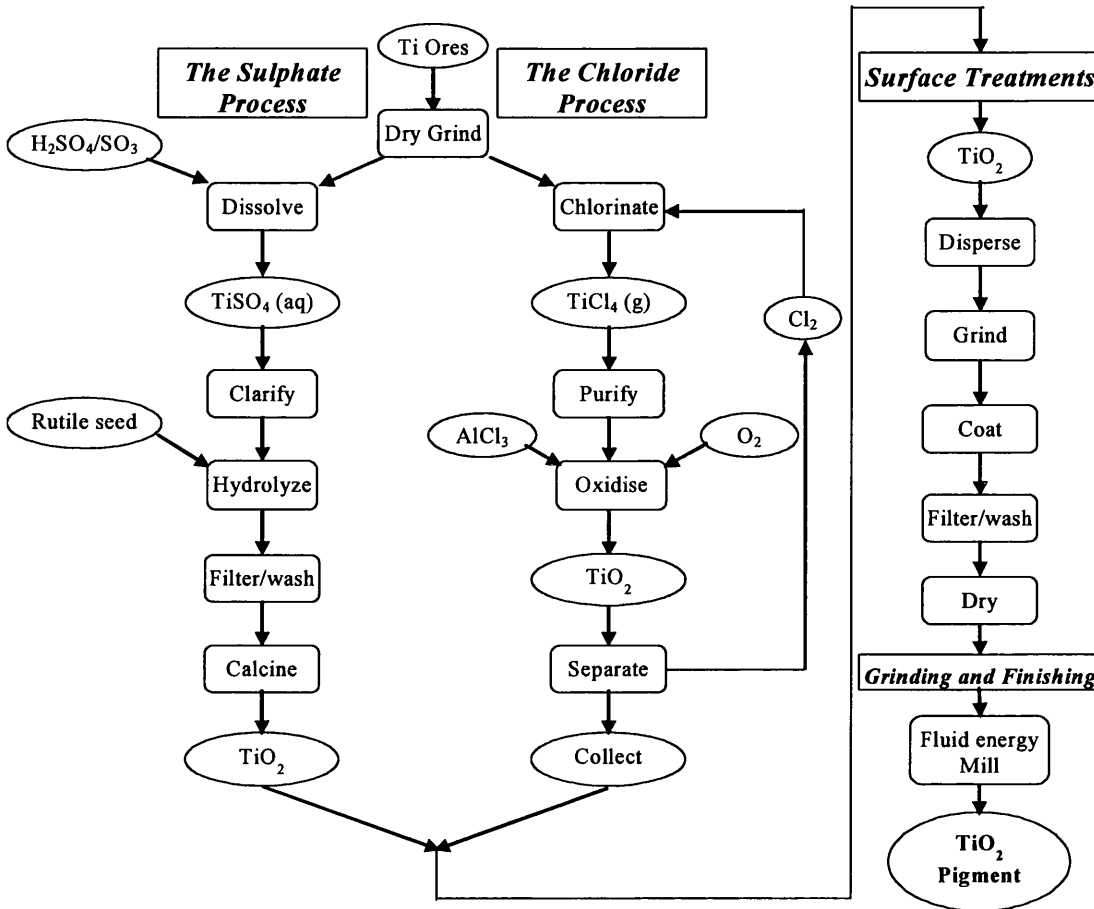 Ti Ores
The Sulphate
Process
The Chloride
Process
Dry Grind
H₂SO₄/SO₃
Dissolve
TiSO₄ (aq)
Clarify
Rutile seed
Hydrolyze
Filter/wash
Calcine
TiO₂
Chlorinate
TiCl₄ (g)
Cl₂
Purify
AlCl₃
O₂
Oxidise
TiO₂
Separate
Collect
Surface Treatments
TiO₂
Disperse
Grind
Coat
Filter/wash
Dry
Grinding and Finishing
Fluid energy
Mill
TiO₂
Pigment